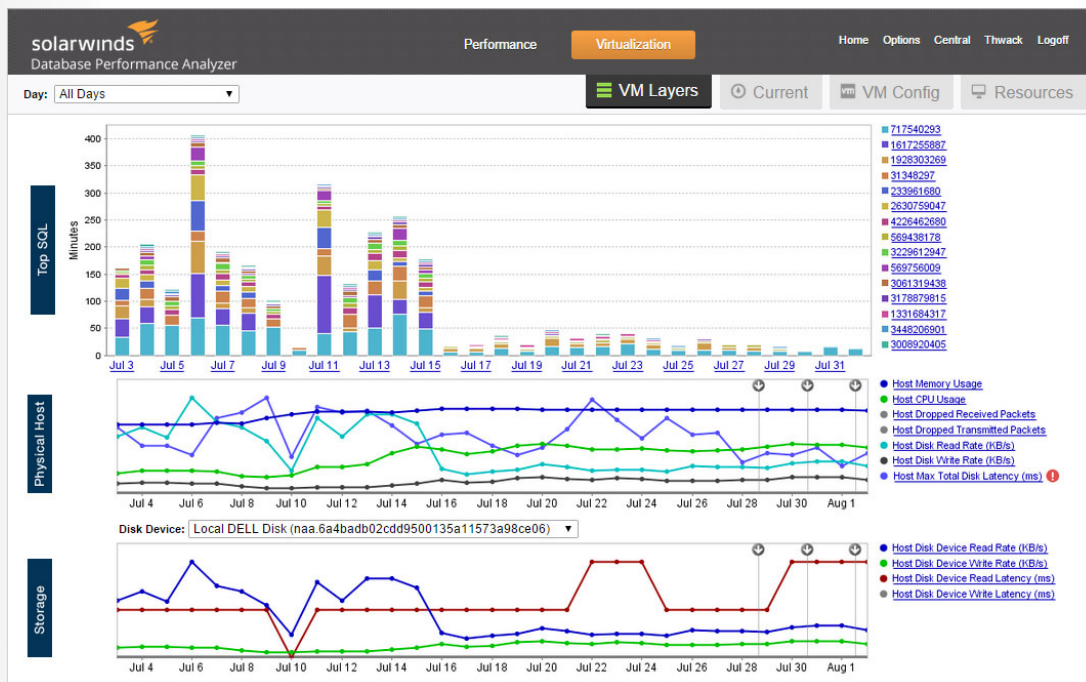 solarwinds
Database Performance Analyzer
Performance
Virtualization
Home Options Central Thwack Logoff
Day: All Days
VM Layers
Current
vm VM Config
Resources
Top SQL
Minutes
400
350
300
250
200
150
100
50
0
Jul 3 Jul 5 Jul 7 Jul 9 Jul 11 Jul 13 Jul 15 Jul 17 Jul 19 Jul 21 Jul 23 Jul 25 Jul 27 Jul 29 Jul 31
717540293
1617255887
1928303269
31348297
233961680
2630759047
4226462680
569438178
3229612947
569756009
3061319438
3178879815
1331684317
3448206901
3008920405
Physical Host
Jul 4 Jul 6 Jul 8 Jul 10 Jul 12 Jul 14 Jul 16 Jul 18 Jul 20 Jul 22 Jul 24 Jul 26 Jul 28 Jul 30 Aug 1
Host Memory Usage
Host CPU Usage
Host Dropped Received Packets
Host Dropped Transmitted Packets
Host Disk Read Rate (KB/s)
Host Disk Write Rate (KB/s)
Host Max Total Disk Latency (ms)
Disk Device: Local DELL Disk (naa.6a4badb02cdd9500135a11573a98ce06)
Storage
Jul 4 Jul 6 Jul 8 Jul 10 Jul 12 Jul 14 Jul 16 Jul 18 Jul 20 Jul 22 Jul 24 Jul 26 Jul 28 Jul 30 Aug 1
Host Disk Device Read Rate (KB/s)
Host Disk Device Write Rate (KB/s)
Host Disk Device Read Latency (ms)
Host Disk Device Write Latency (ms)